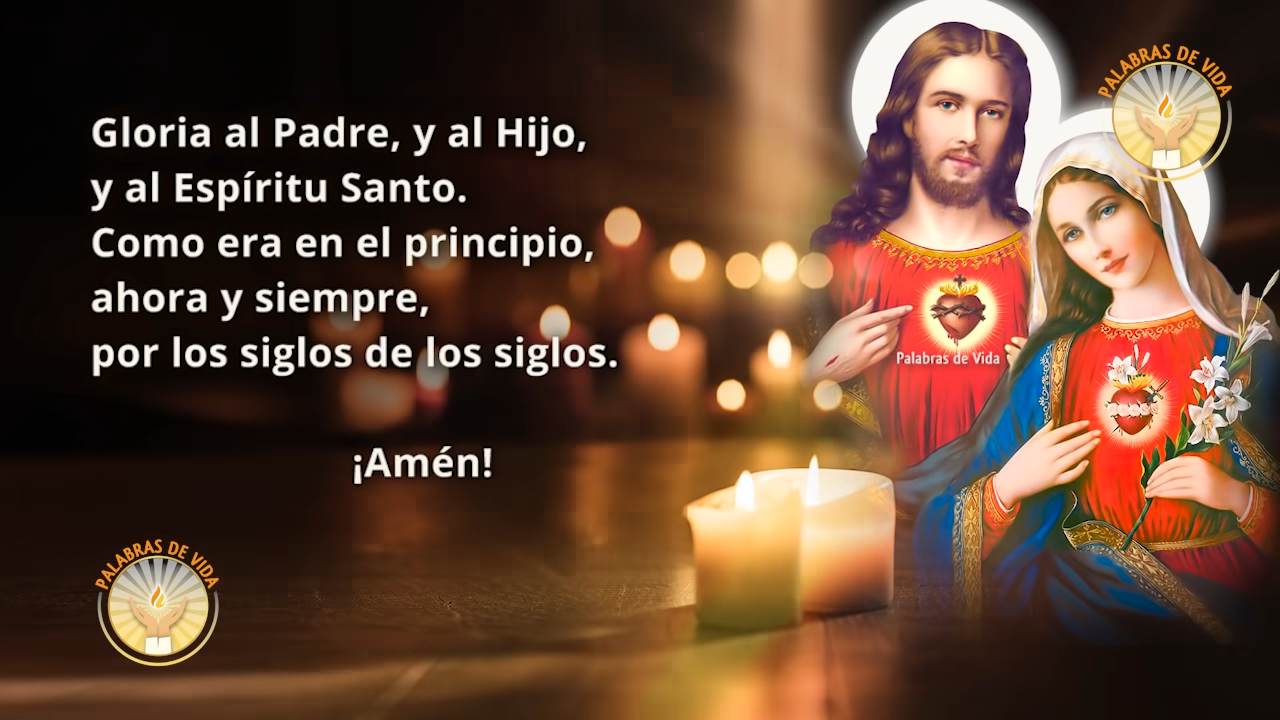 Gloria al Padre, y al Hijo,
y al Espíritu Santo.
Como era en el principio,
ahora y siempre,
por los siglos de los siglos.
¡Amén!
PALABRAS DE VIDA
Palabras de Vida
PALABRAS DE VIDA